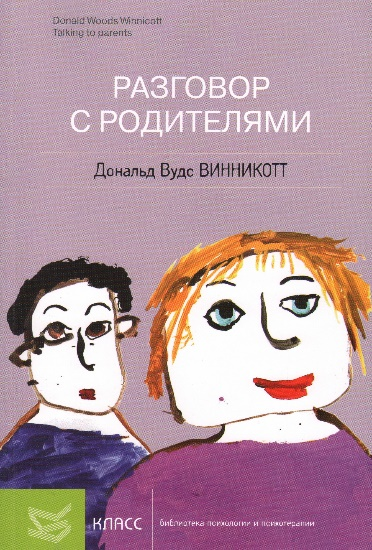 Donald Woods Winnicott
Talking to parents
РАЗГОВОР
С РОДИТЕЛЯМИ
Дональд Вудс ВИННИКОТТ
КЛАСС
библиотека психологии и психотерапии